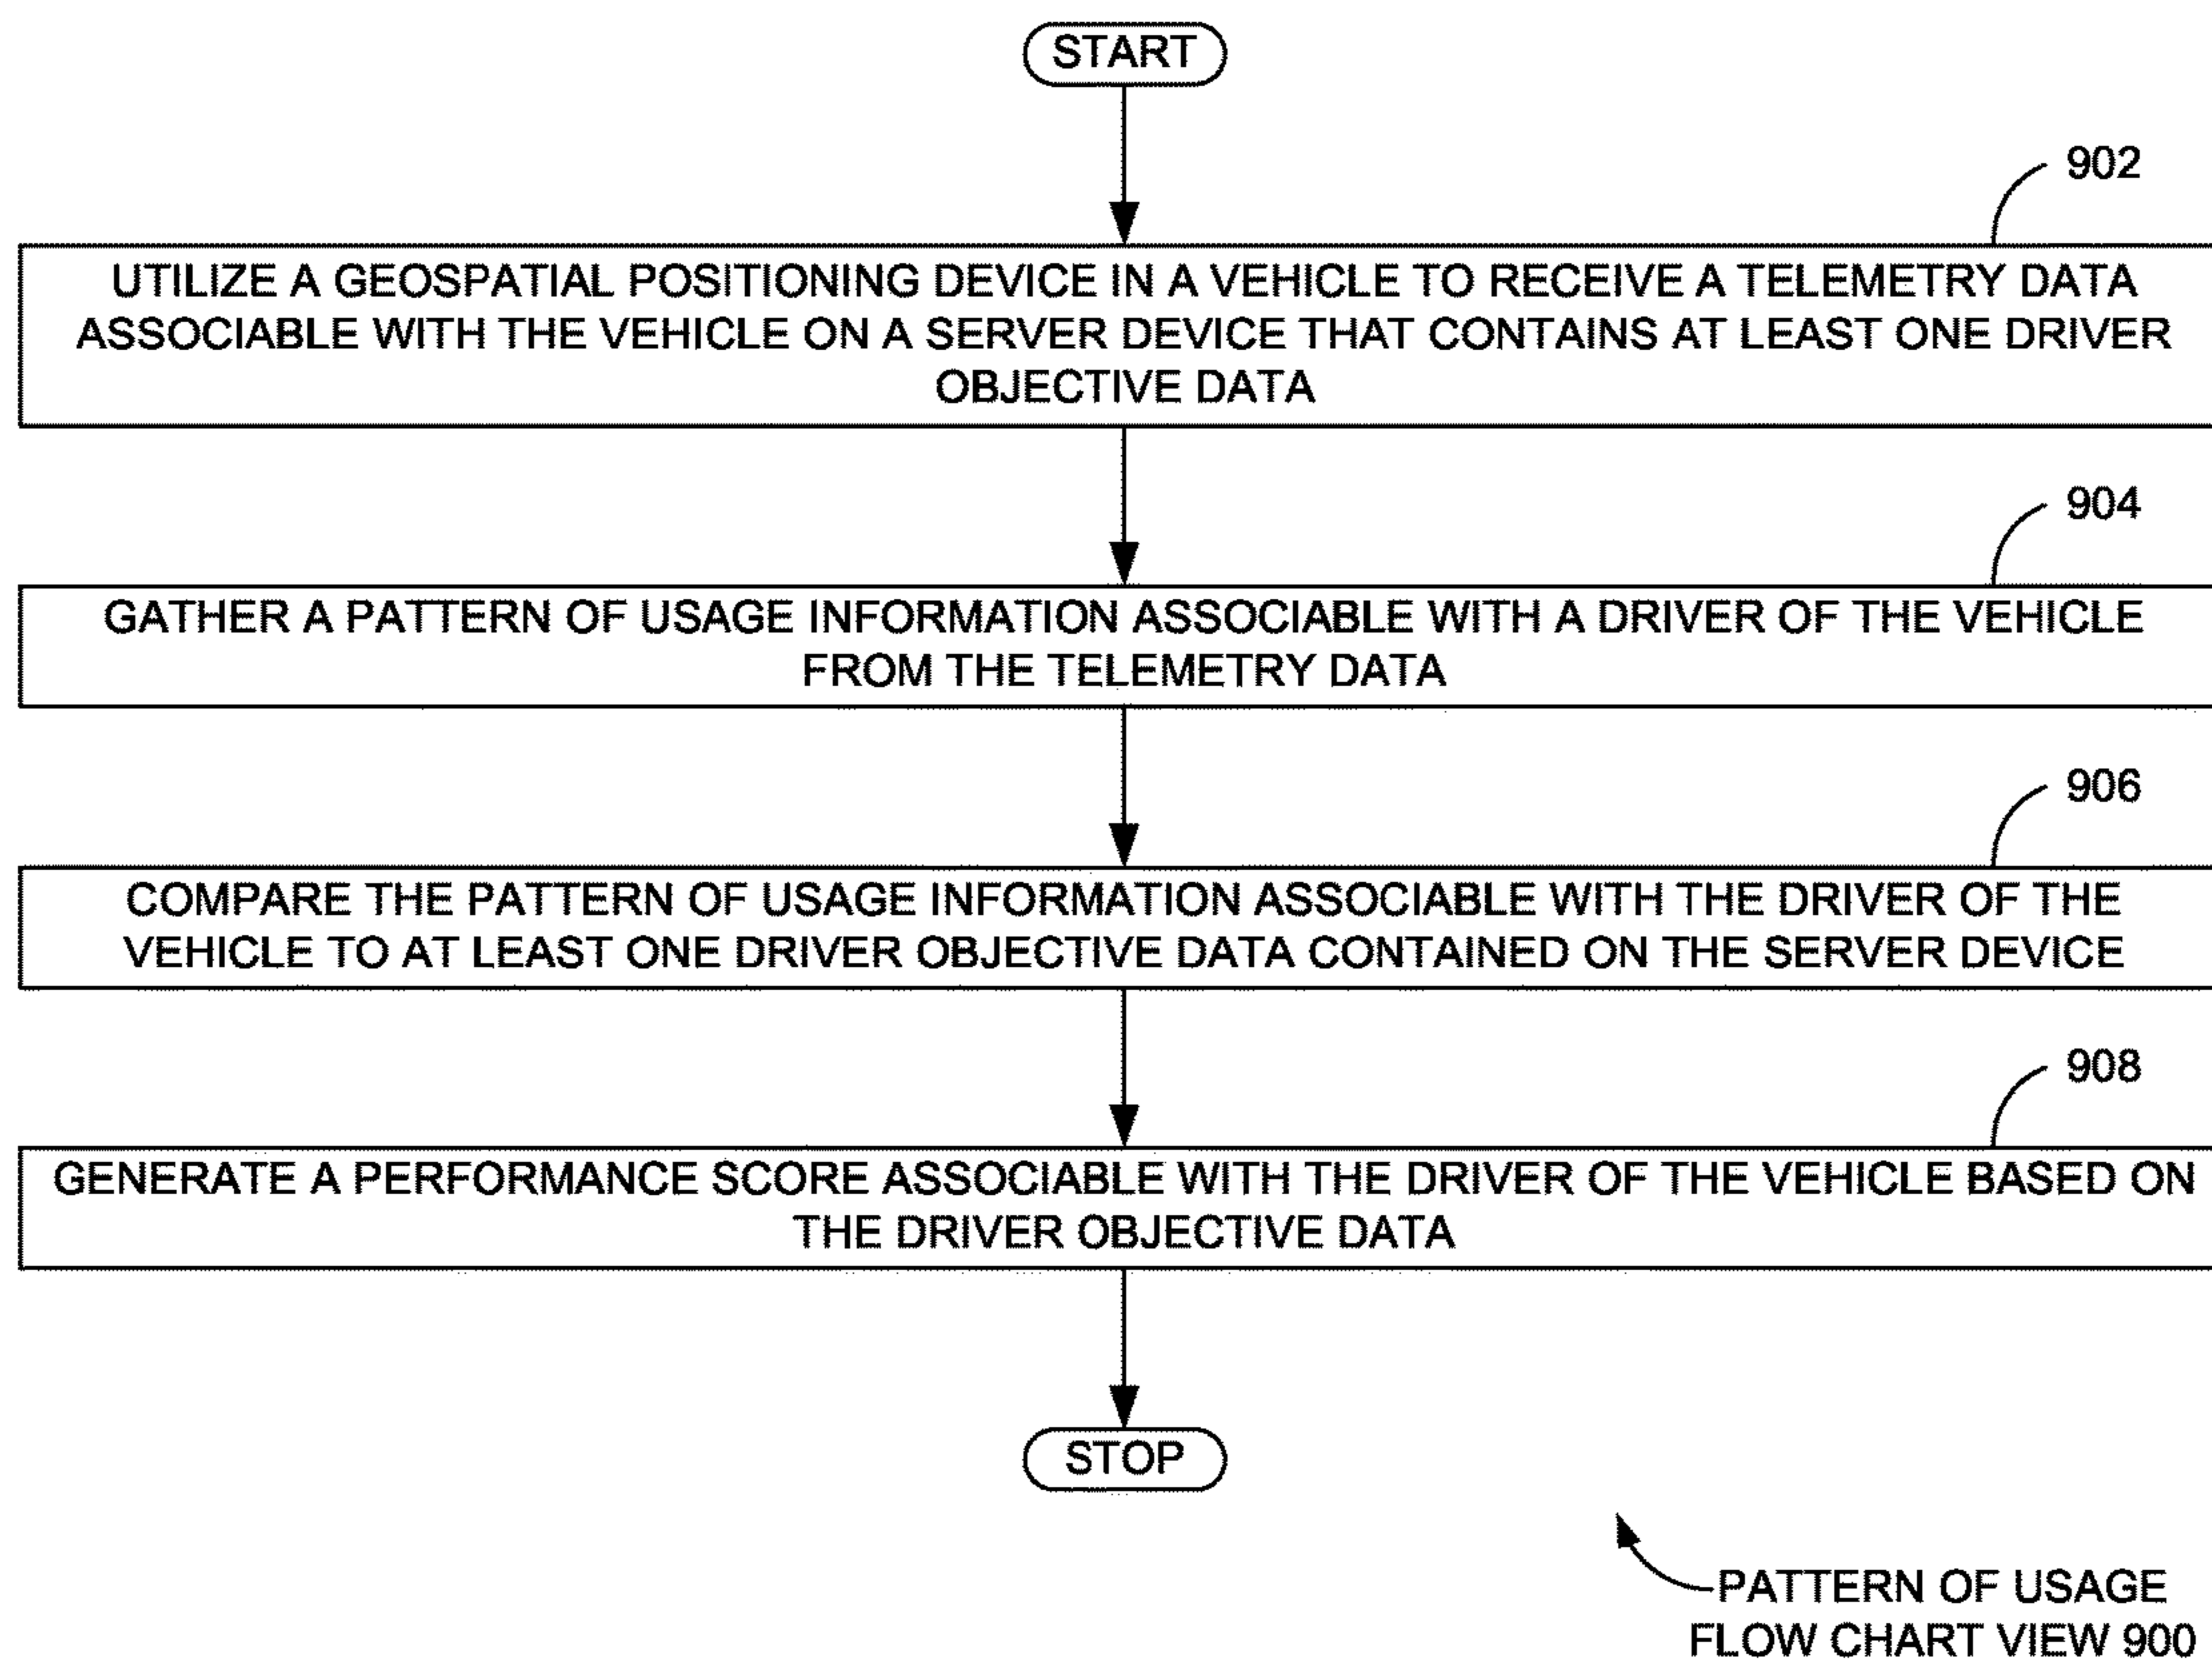 START
902
UTILIZE A GEOSPATIAL POSITIONING DEVICE IN A VEHICLE TO RECEIVE A TELEMETRY DATA
ASSOCIABLE WITH THE VEHICLE ON A SERVER DEVICE THAT CONTAINS AT LEAST ONE DRIVER
OBJECTIVE DATA
904
GATHER A PATTERN OF USAGE INFORMATION ASSOCIABLE WITH A DRIVER OF THE VEHICLE
FROM THE TELEMETRY DATA
906
COMPARE THE PATTERN OF USAGE INFORMATION ASSOCIABLE WITH THE DRIVER OF THE
VEHICLE TO AT LEAST ONE DRIVER OBJECTIVE DATA CONTAINED ON THE SERVER DEVICE
908
GENERATE A PERFORMANCE SCORE ASSOCIABLE WITH THE DRIVER OF THE VEHICLE BASED ON
THE DRIVER OBJECTIVE DATA
STOP
PATTERN OF USAGE
FLOW CHART VIEW 900